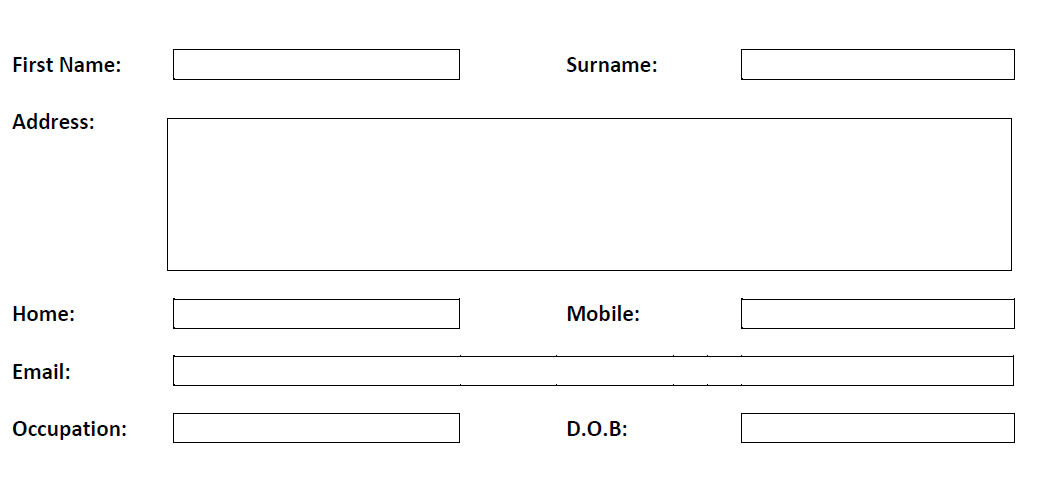 First Name: Surname:
Address:
Home: Mobile:
Email:
Occupation: D.O.B: